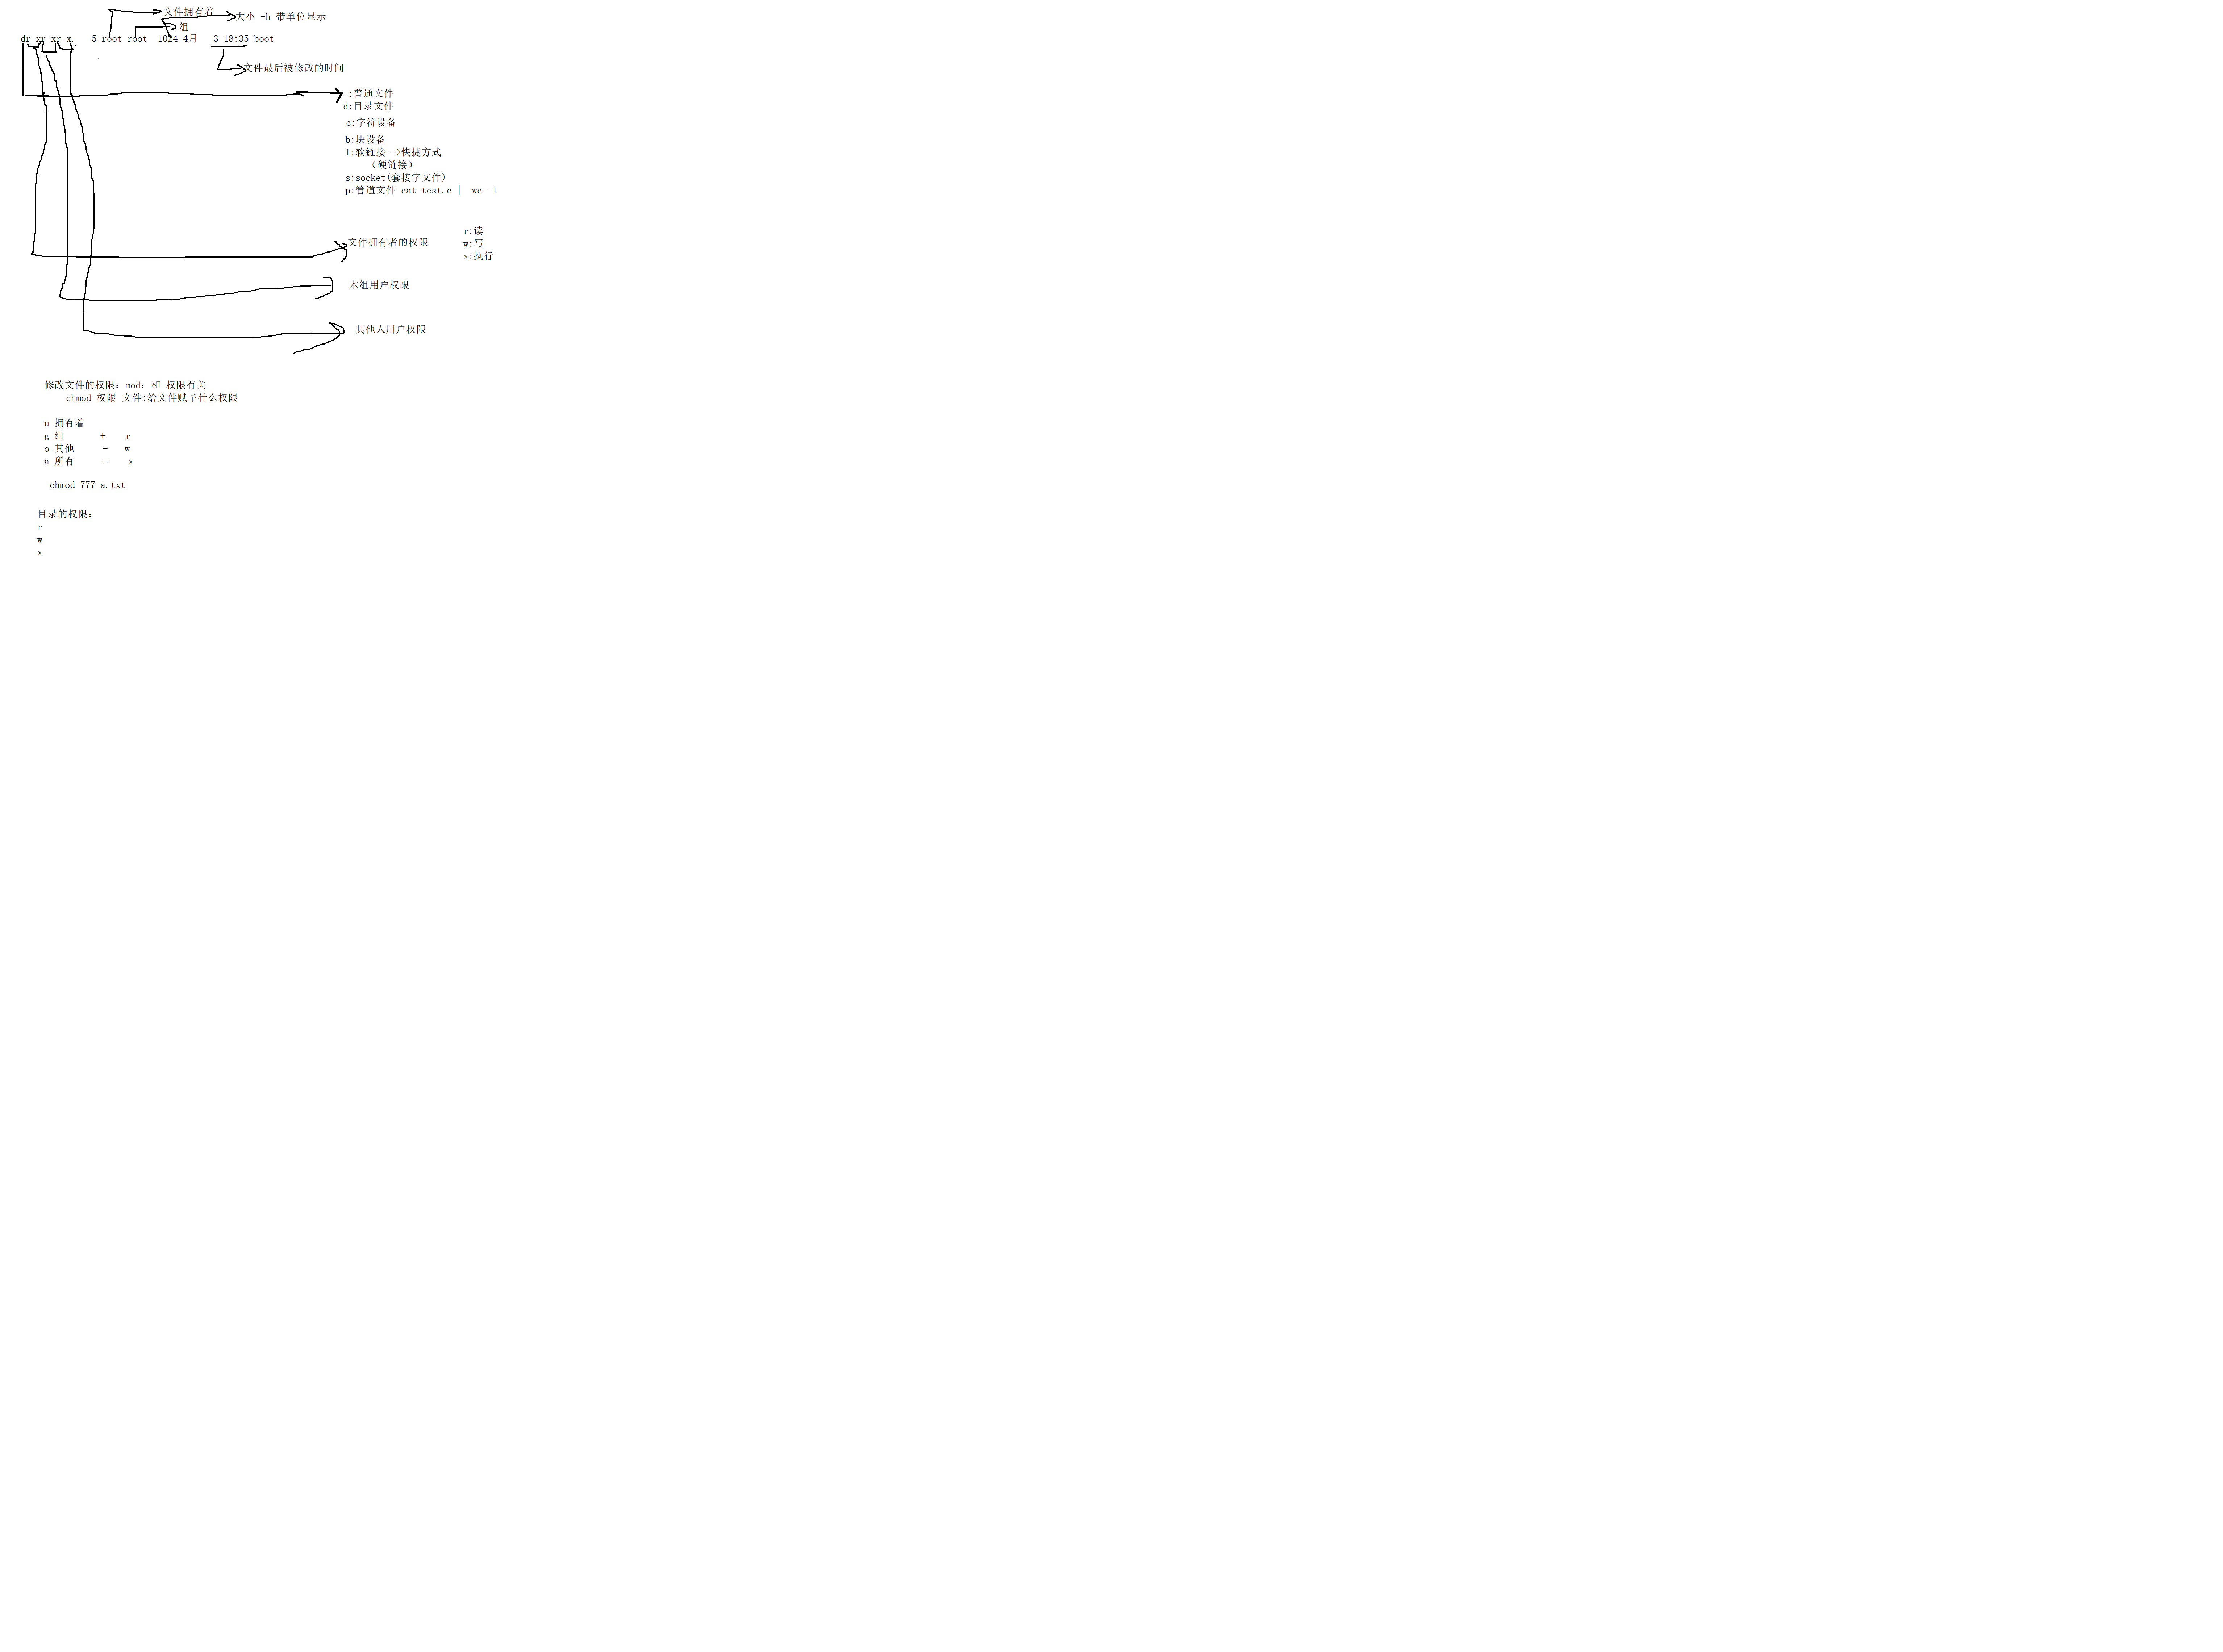 文件拥有着
大小 -h 带单位显示
组
dr-xr-xr-x.   5 root root  1024 4月   3 18:35 boot
文件最后被修改的时间
-:普通文件
d:目录文件
c:字符设备
b:块设备
l:软链接-->快捷方式
（硬链接）
s:socket(套接字文件)
p:管道文件 cat test.c |  wc -l
r:读
文件拥有者的权限
w:写
x:执行
本组用户权限
其他人用户权限
修改文件的权限：mod：和 权限有关
chmod 权限 文件:给文件赋予什么权限
u 拥有着
g 组 + r
o 其他 - w
a 所有 = x
chmod 777 a.txt
目录的权限：
r
w
x